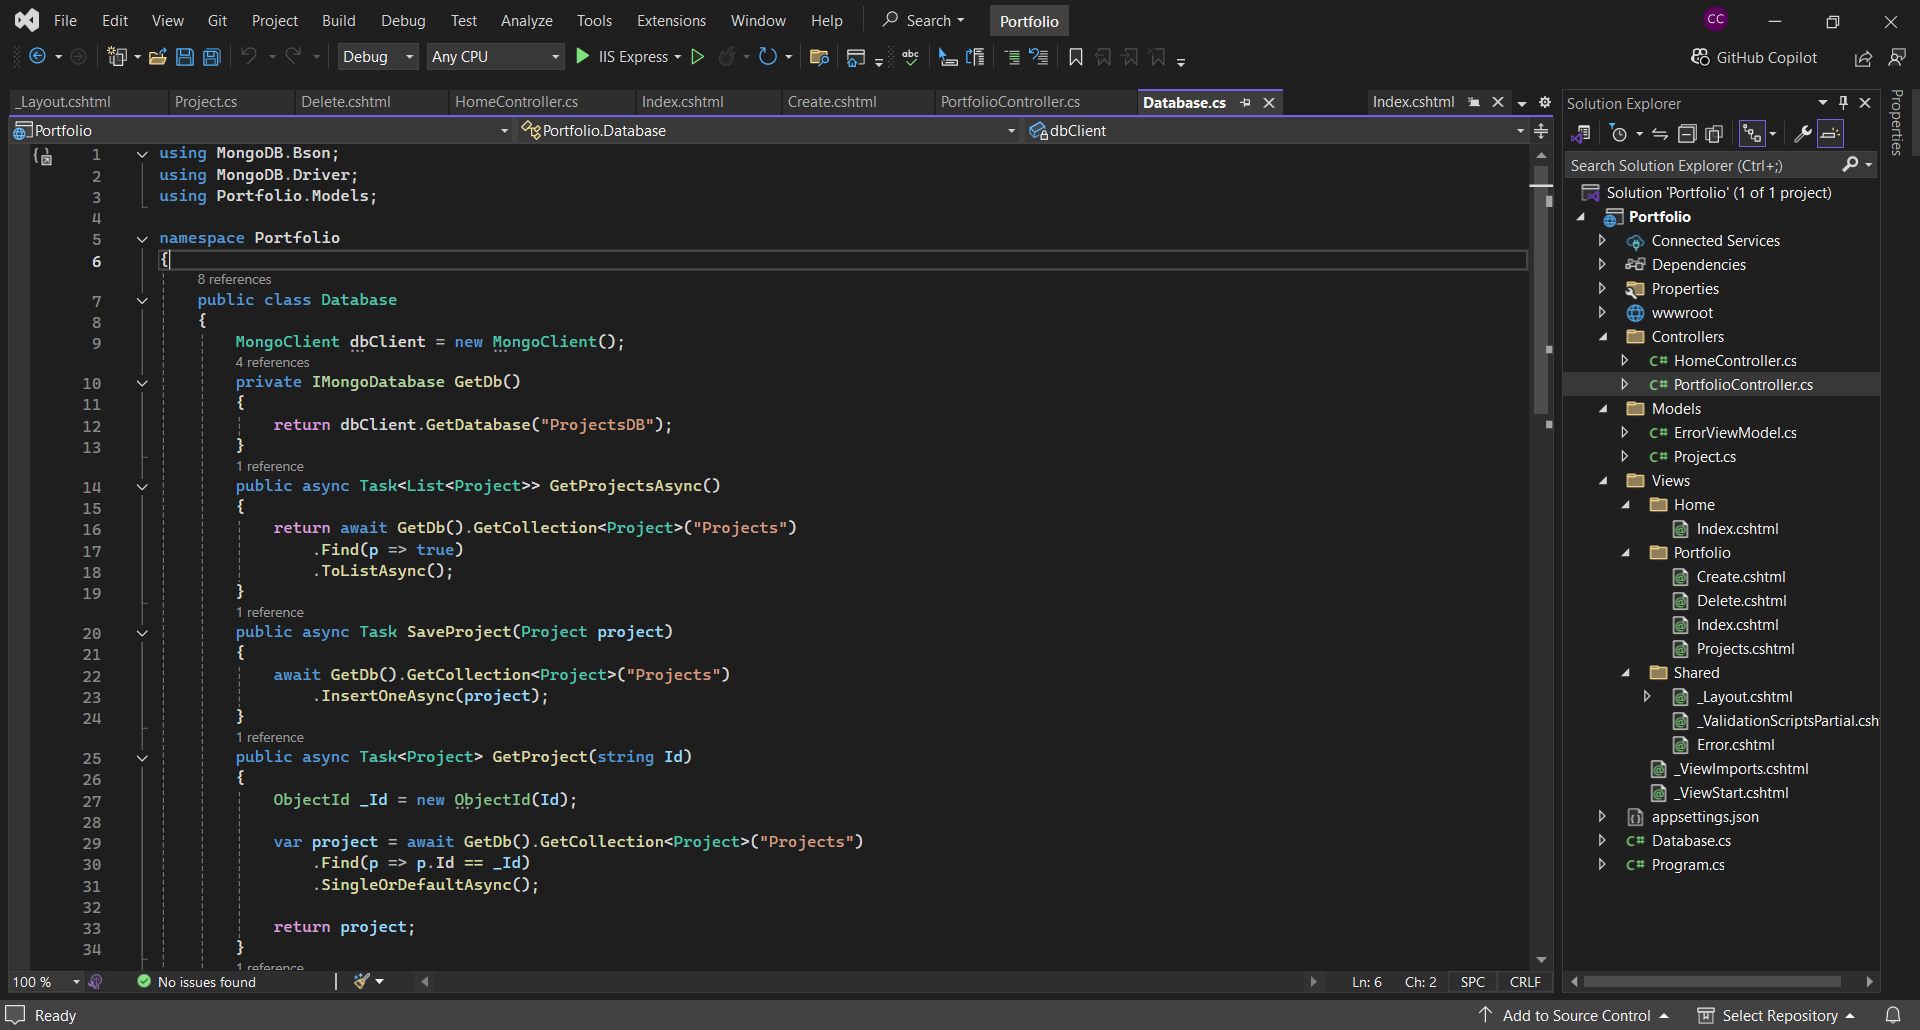 File Edit View Git Project Build Debug Test Analyze Tools Extensions Window Help Search Portfolio CC
Debug Any CPU IIS Express abc GitHub Copilot
_Layout.cshtml Project.cs Delete.cshtml HomeController.cs Index.cshtml Create.cshtml PortfolioController.cs Database.cs Index.cshtml
Portfolio Portfolio.Database dbClient
1 using MongoDB.Bson;
2 using MongoDB.Driver;
3 using Portfolio.Models;
4
5 namespace Portfolio
6 {
8 references
7 public class Database
8 {
9 MongoClient dbClient = new MongoClient();
4 references
10 private IMongoDatabase GetDb()
11 {
12 return dbClient.GetDatabase("ProjectsDB");
13 }
1 reference
14 public async Task<List<Project>> GetProjectsAsync()
15 {
16 return await GetDb().GetCollection<Project>("Projects")
17 .Find(p => true)
18 .ToListAsync();
19 }
1 reference
20 public async Task SaveProject(Project project)
21 {
22 await GetDb().GetCollection<Project>("Projects")
23 .InsertOneAsync(project);
24 }
1 reference
25 public async Task<Project> GetProject(string Id)
26 {
27 ObjectId _Id = new ObjectId(Id);
28
29 var project = await GetDb().GetCollection<Project>("Projects")
30 .Find(p => p.Id == _Id)
31 .SingleOrDefaultAsync();
32
33 return project;
34 }
1 reference
100 % No issues found Ln: 6 Ch: 2 SPC CRLF
Solution Explorer
Search Solution Explorer (Ctrl+;)
Solution 'Portfolio' (1 of 1 project)
Portfolio
Connected Services
Dependencies
Properties
wwwroot
Controllers
C# HomeController.cs
C# PortfolioController.cs
Models
C# ErrorViewModel.cs
C# Project.cs
Views
Home
Index.cshtml
Portfolio
Create.cshtml
Delete.cshtml
Index.cshtml
Projects.cshtml
Shared
_Layout.cshtml
_ValidationScriptsPartial.csh
Error.cshtml
_ViewImports.cshtml
_ViewStart.cshtml
appsettings.json
C# Database.cs
C# Program.cs
Properties
Ready Add to Source Control Select Repository